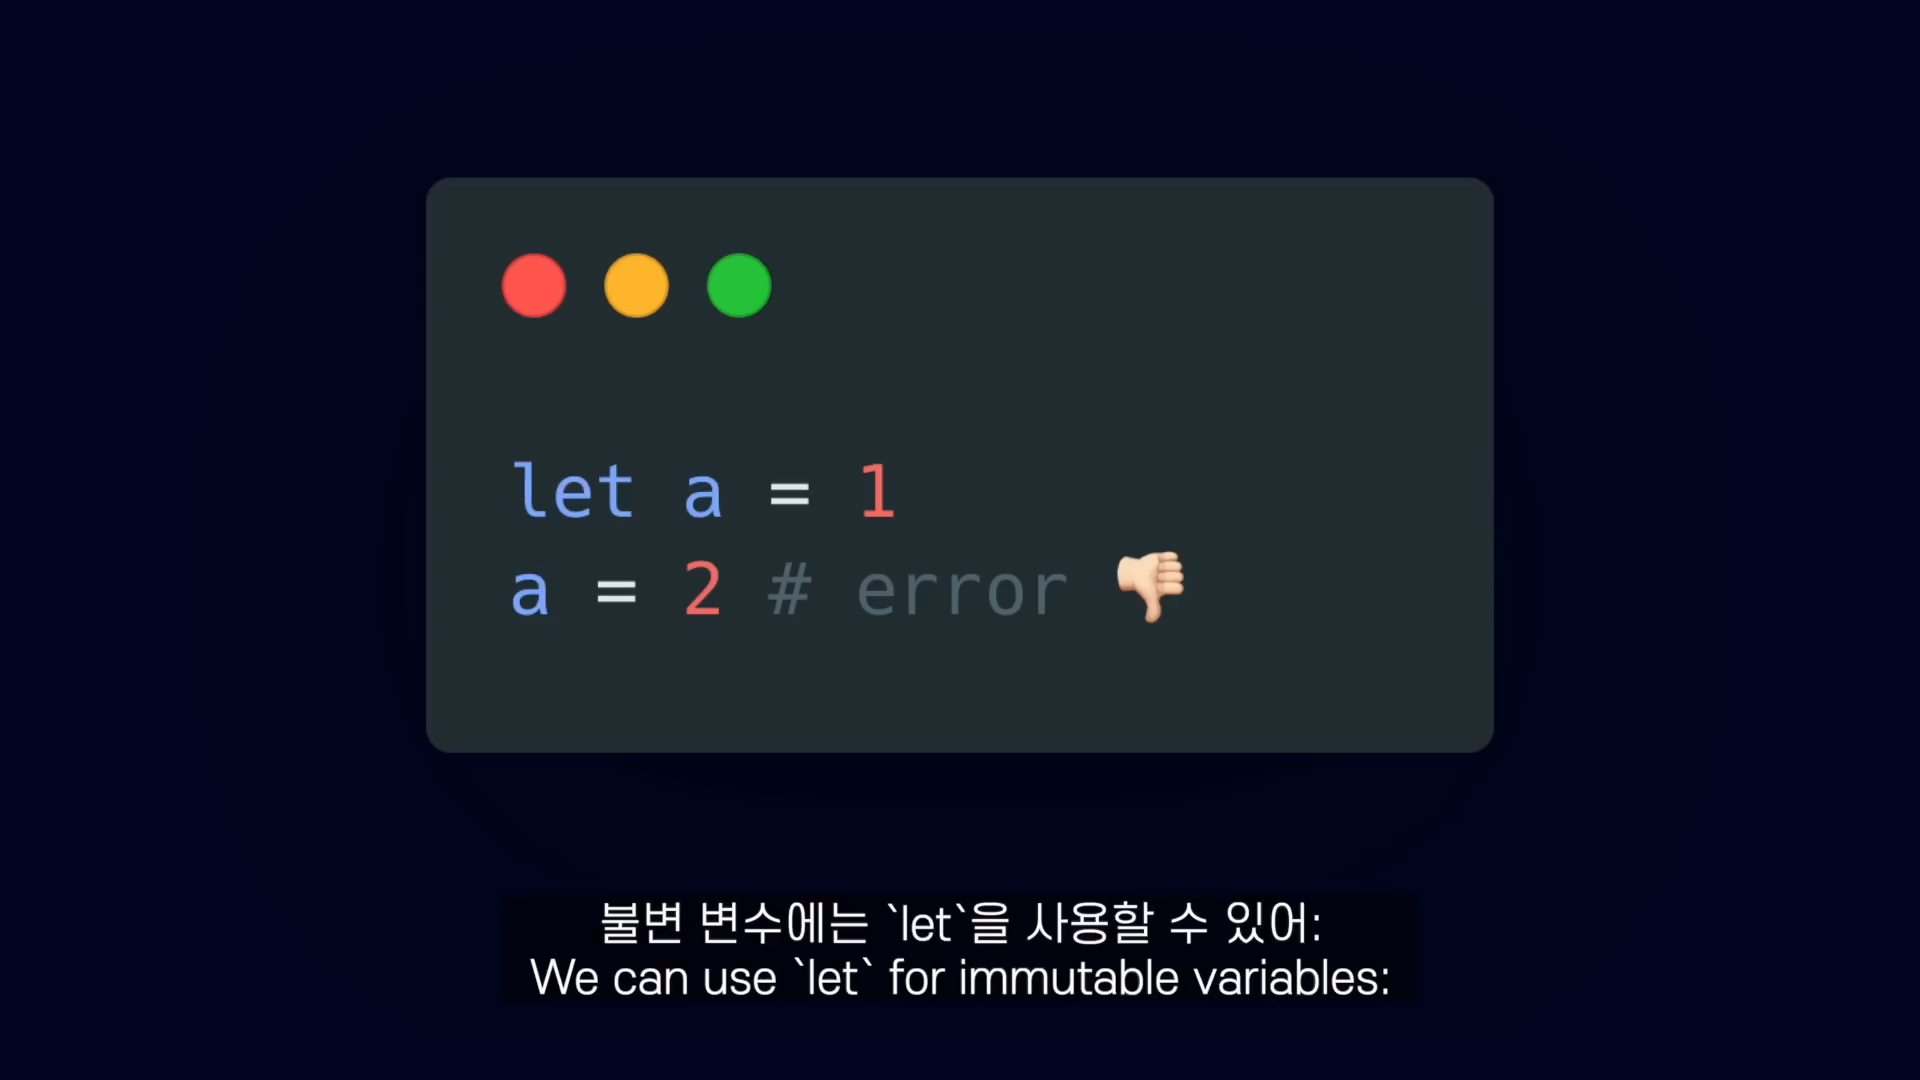 let a = 1
a = 2 # error 👎🏻
불변 변수에는 `let`을 사용할 수 있어:
We can use `let` for immutable variables: